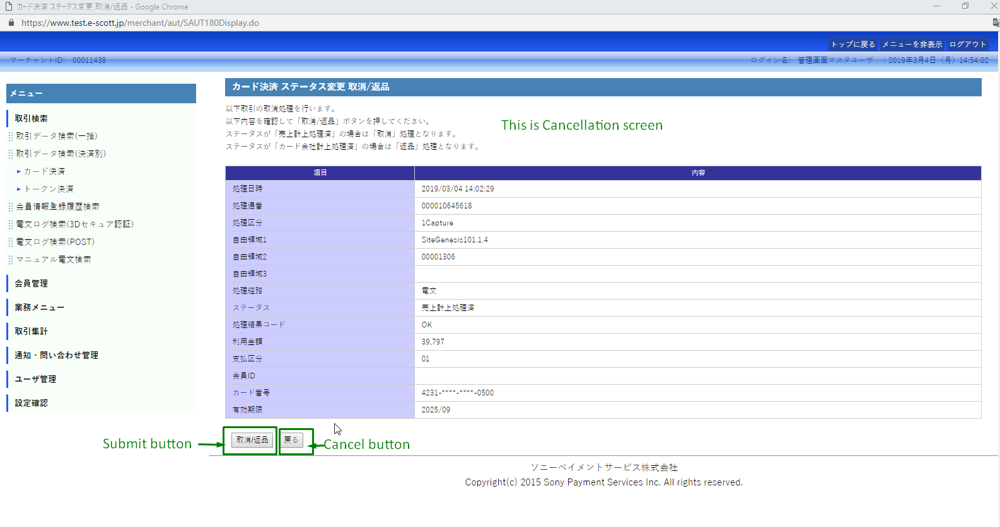 カード決済 ステータス変更 取消/返品 - Google Chrome
https://www.test.e-scott.jp/merchant/aut/SAUT180Display.do
トップに戻る メニューを非表示 ログアウト
マーチャントID: 00011438
ログイン名: 管理画面マスタユーザ | 2019年3月4日 (月) 14:54:02
メニュー
取引検索
取引データ検索(一括)
取引データ検索(決済別)
カード決済
トークン決済
会員情報登録履歴検索
電文ログ検索(3Dセキュア認証)
電文ログ検索(POST)
マニュアル電文検索
会員管理
業務メニュー
取引集計
通知・問い合わせ管理
ユーザ管理
設定確認
カード決済 ステータス変更 取消/返品
以下取引の取消処理を行います。
以下内容を確認して「取消/返品」ボタンを押してください。
ステータスが「売上計上処理済」の場合は「取消」処理となります。
ステータスが「カード会社計上処理済」の場合は「返品」処理となります。
This is Cancellation screen
項目 内容
処理日時 2019/03/04 14:02:29
処理通番 000010645618
処理区分 1Capture
自由領域1 SiteGenesis101.1.4
自由領域2 00001306
自由領域3
処理経路 電文
ステータス 売上計上処理済
処理結果コード OK
利用金額 39,797
支払区分 01
会員ID
カード番号 4231-****-****-0500
有効期限 2025/09
Submit button 取消/返品 戻る Cancel button
ソニーペイメントサービス株式会社
Copyright(c) 2015 Sony Payment Services Inc. All rights reserved.